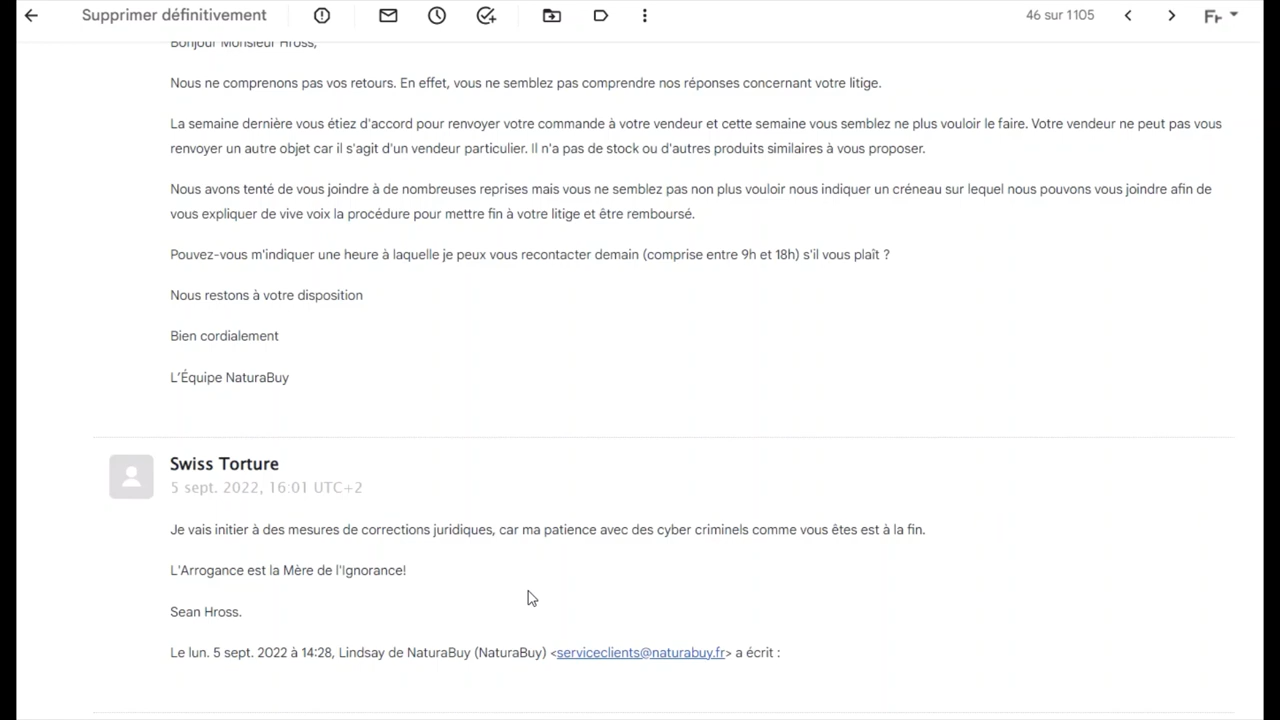 Supprimer définitivement
46 sur 1105
Fr
Bonjour Monsieur Hross,
Nous ne comprenons pas vos retours. En effet, vous ne semblez pas comprendre nos réponses concernant votre litige.
La semaine dernière vous étiez d'accord pour renvoyer votre commande à votre vendeur et cette semaine vous semblez ne plus vouloir le faire. Votre vendeur ne peut pas vous
renvoyer un autre objet car il s'agit d'un vendeur particulier. Il n'a pas de stock ou d'autres produits similaires à vous proposer.
Nous avons tenté de vous joindre à de nombreuses reprises mais vous ne semblez pas non plus vouloir nous indiquer un créneau sur lequel nous pouvons vous joindre afin de
vous expliquer de vive voix la procédure pour mettre fin à votre litige et être remboursé.
Pouvez-vous m'indiquer une heure à laquelle je peux vous recontacter demain (comprise entre 9h et 18h) s'il vous plaît ?
Nous restons à votre disposition
Bien cordialement
L'Équipe NaturaBuy
Swiss Torture
5 sept. 2022, 16:01 UTC+2
Je vais initier à des mesures de corrections juridiques, car ma patience avec des cyber criminels comme vous êtes est à la fin.
L'Arrogance est la Mère de l'Ignorance!
Sean Hross.
Le lun. 5 sept. 2022 à 14:28, Lindsay de NaturaBuy (NaturaBuy) <serviceclients@naturabuy.fr> a écrit :